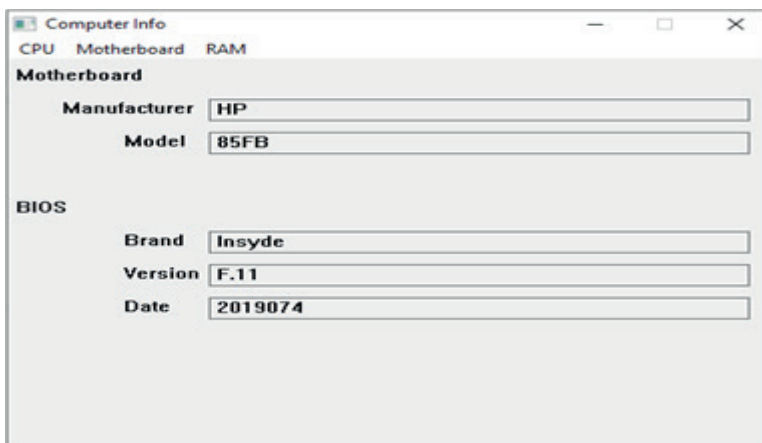 Computer Info
CPU Motherboard RAM
Motherboard
Manufacturer HP
Model 85FB
BIOS
Brand Insyde
Version F.11
Date 2019074